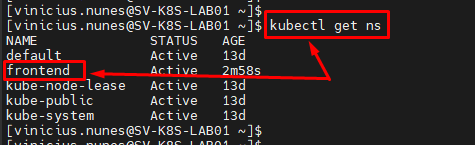 [vinicius.nunes@SV-K8S-LAB01 ~]$
[vinicius.nunes@SV-K8S-LAB01 ~]$ kubectl get ns
NAME STATUS AGE
default Active 13d
frontend Active 2m58s
kube-node-lease Active 13d
kube-public Active 13d
kube-system Active 13d
[vinicius.nunes@SV-K8S-LAB01 ~]$
[vinicius.nunes@SV-K8S-LAB01 ~]$